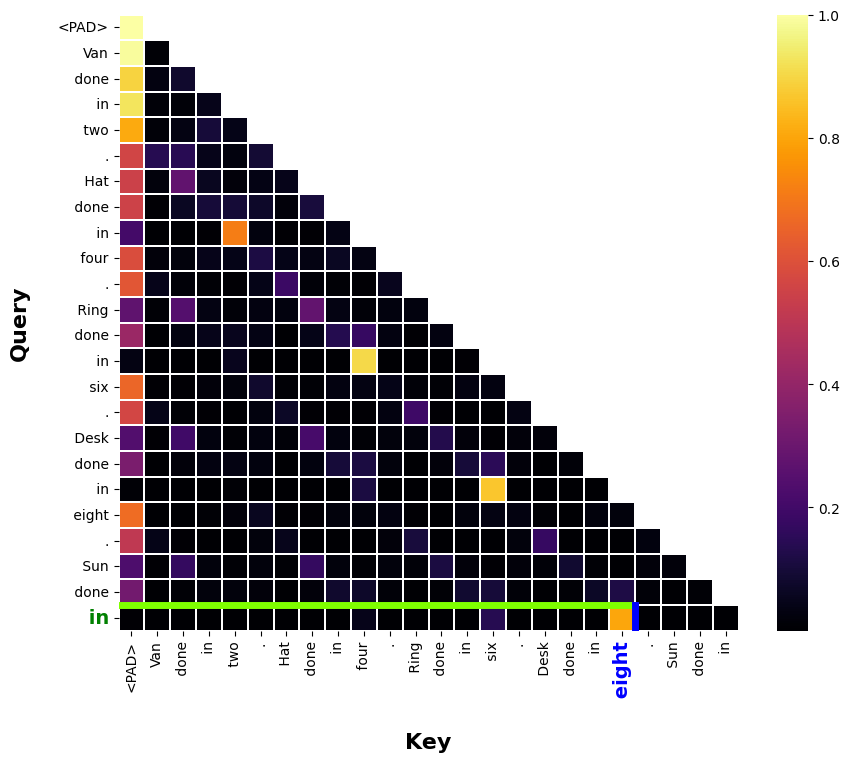 <PAD>
Van
done
in
two
.
Hat
done
in
four
.
Ring
done
in
six
.
Desk
done
in
eight
.
Sun
done
in
Query
<PAD>
Van
done
in
two
.
Hat
done
in
four
.
Ring
done
in
six
.
Desk
done
in
eight
.
Sun
done
in
Key
1.0
0.8
0.6
0.4
0.2